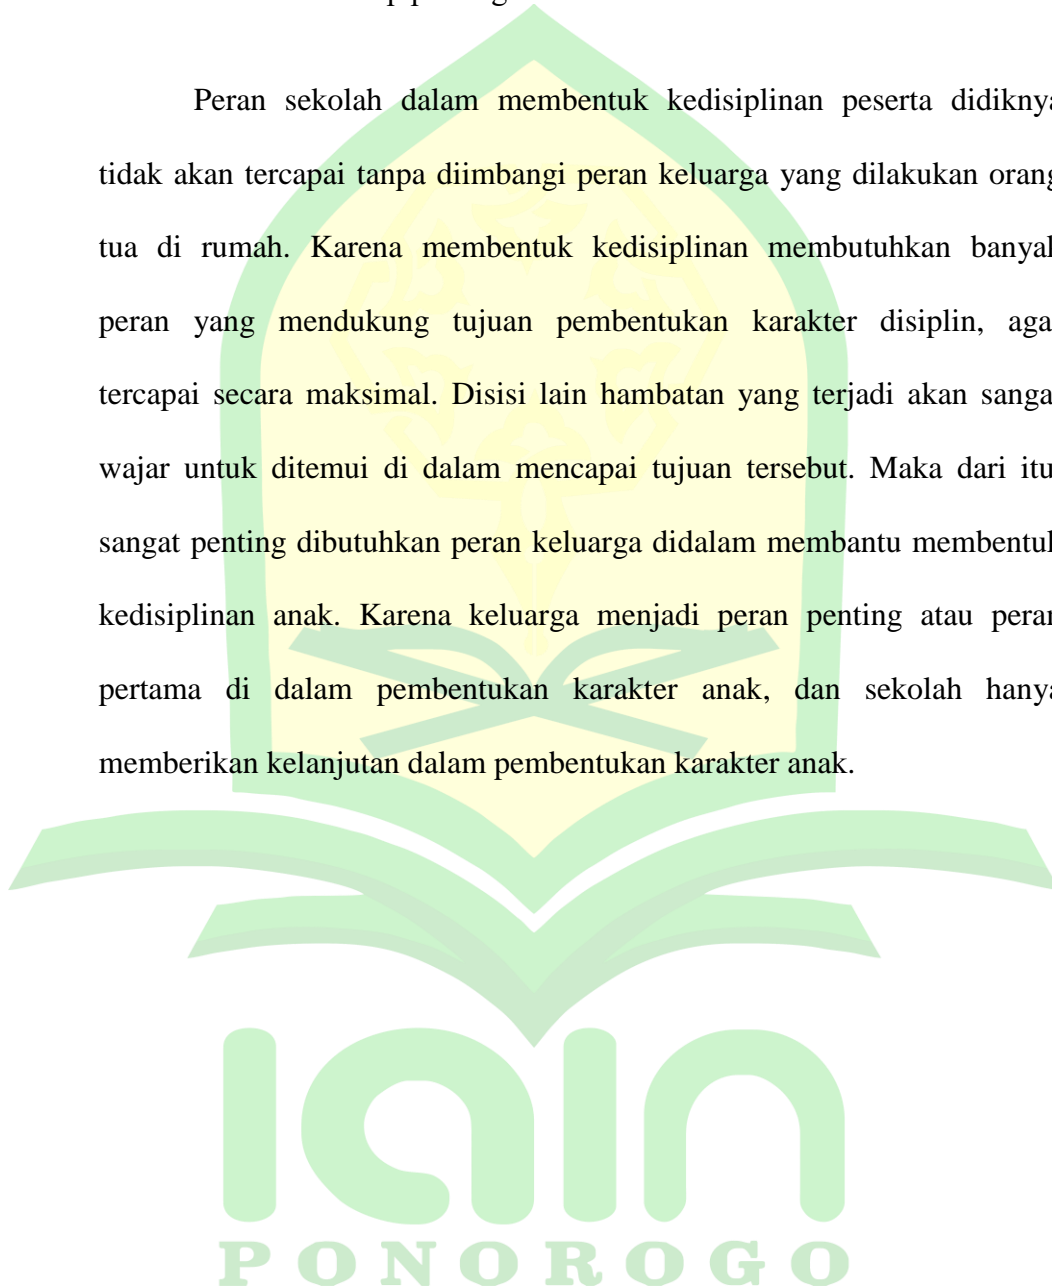 Peran sekolah dalam membentuk kedisiplinan peserta didiknya
tidak akan tercapai tanpa diimbangi peran keluarga yang dilakukan orang
tua di rumah. Karena membentuk kedisiplinan membutuhkan banyak
peran yang mendukung tujuan pembentukan karakter disiplin, aga
tercapai secara maksimal. Disisi lain hambatan yang terjadi akan sanga
wajar untuk ditemui di dalam mencapai tujuan tersebut. Maka dari itu
sangat penting dibutuhkan peran keluarga didalam membantu membentuk
kedisiplinan anak. Karena keluarga menjadi peran penting atau peran
pertama di dalam pembentukan karakter anak, dan sekolah hanya
memberikan kelanjutan dalam pembentukan karakter anak.
iain
PONOROGO